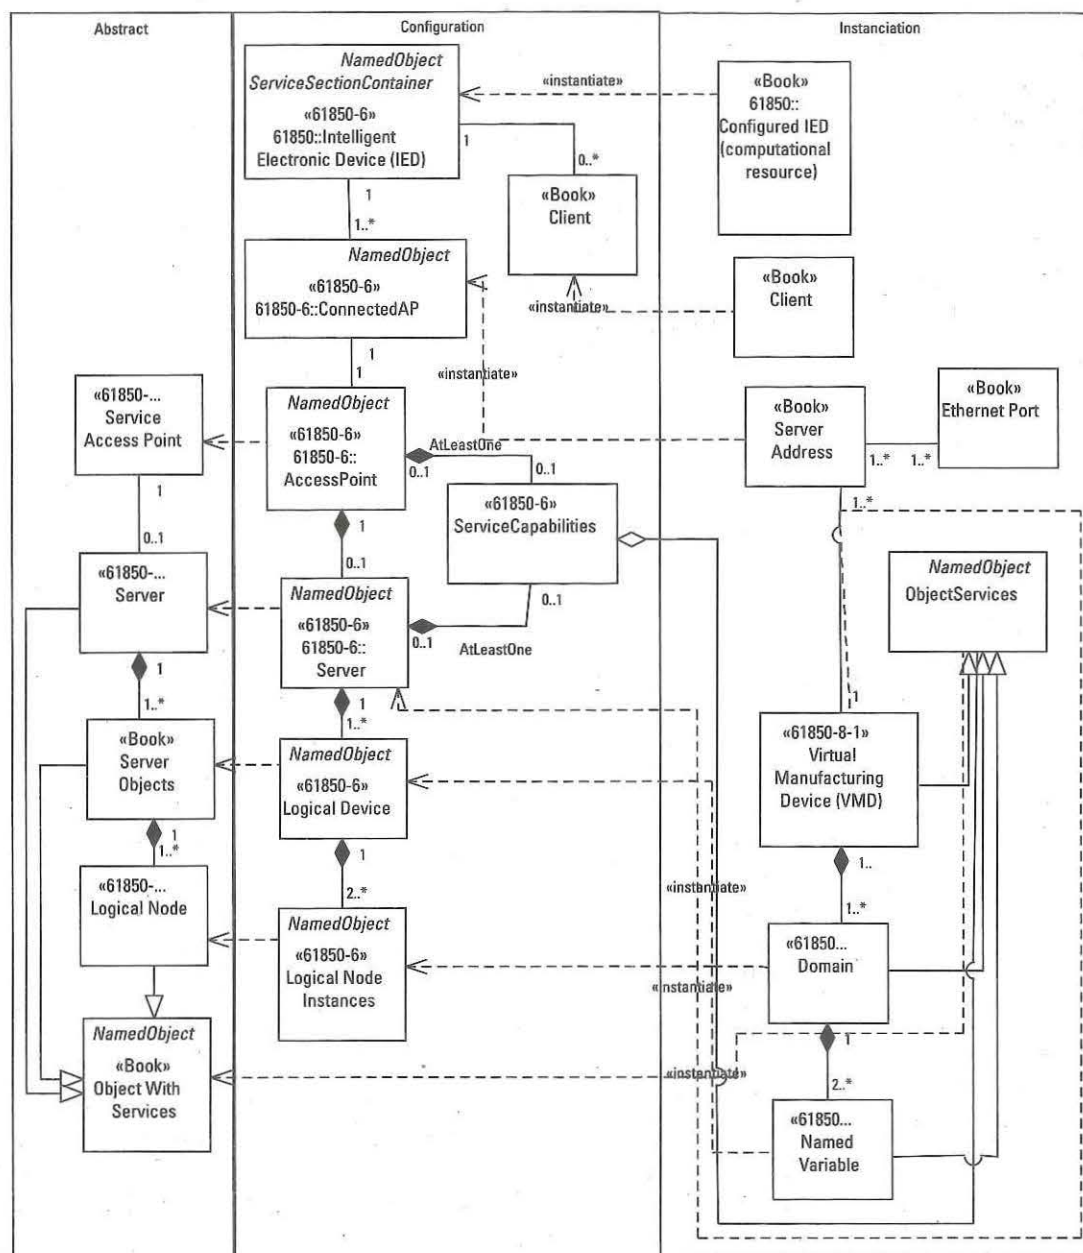 Abstract
Configuration
Instanciation
NamedObject
ServiceSectionContainer
«61850-6»
61850::Intelligent
Electronic Device (IED)
«instantiate»
«Book»
61850::
Configured IED
(computational
resource)
1
0..*
1
1..*
«Book»
Client
NamedObject
«61850-6»
61850-6::ConnectedAP
«instantiate»
«Book»
Client
1
1
«instantiate»
«61850-...
Service
Access Point
NamedObject
«61850-6»
61850-6::
AccessPoint
AtLeastOne
0..1
0..1
«Book»
Server
Address
«Book»
Ethernet Port
1..*
1..*
1..*
1
0..1
1
0..1
«61850-6»
ServiceCapabilities
0..1
«61850-...
Server
NamedObject
«61850-6»
61850-6::
Server
0..1
AtLeastOne
NamedObject
ObjectServices
1
1..*
1
1..*
1
«Book»
Server
Objects
NamedObject
«61850-6»
Logical Device
«61850-8-1»
Virtual
Manufacturing
Device (VMD)
1
1..*
1
2..*
1..
1..*
«instantiate»
«61850-...
Logical Node
NamedObject
«61850-6»
Logical Node
Instances
«61850...
Domain
«instantiate»
1
2..*
NamedObject
«Book»
Object With
Services
«instantiate»
«61850...
Named
Variable